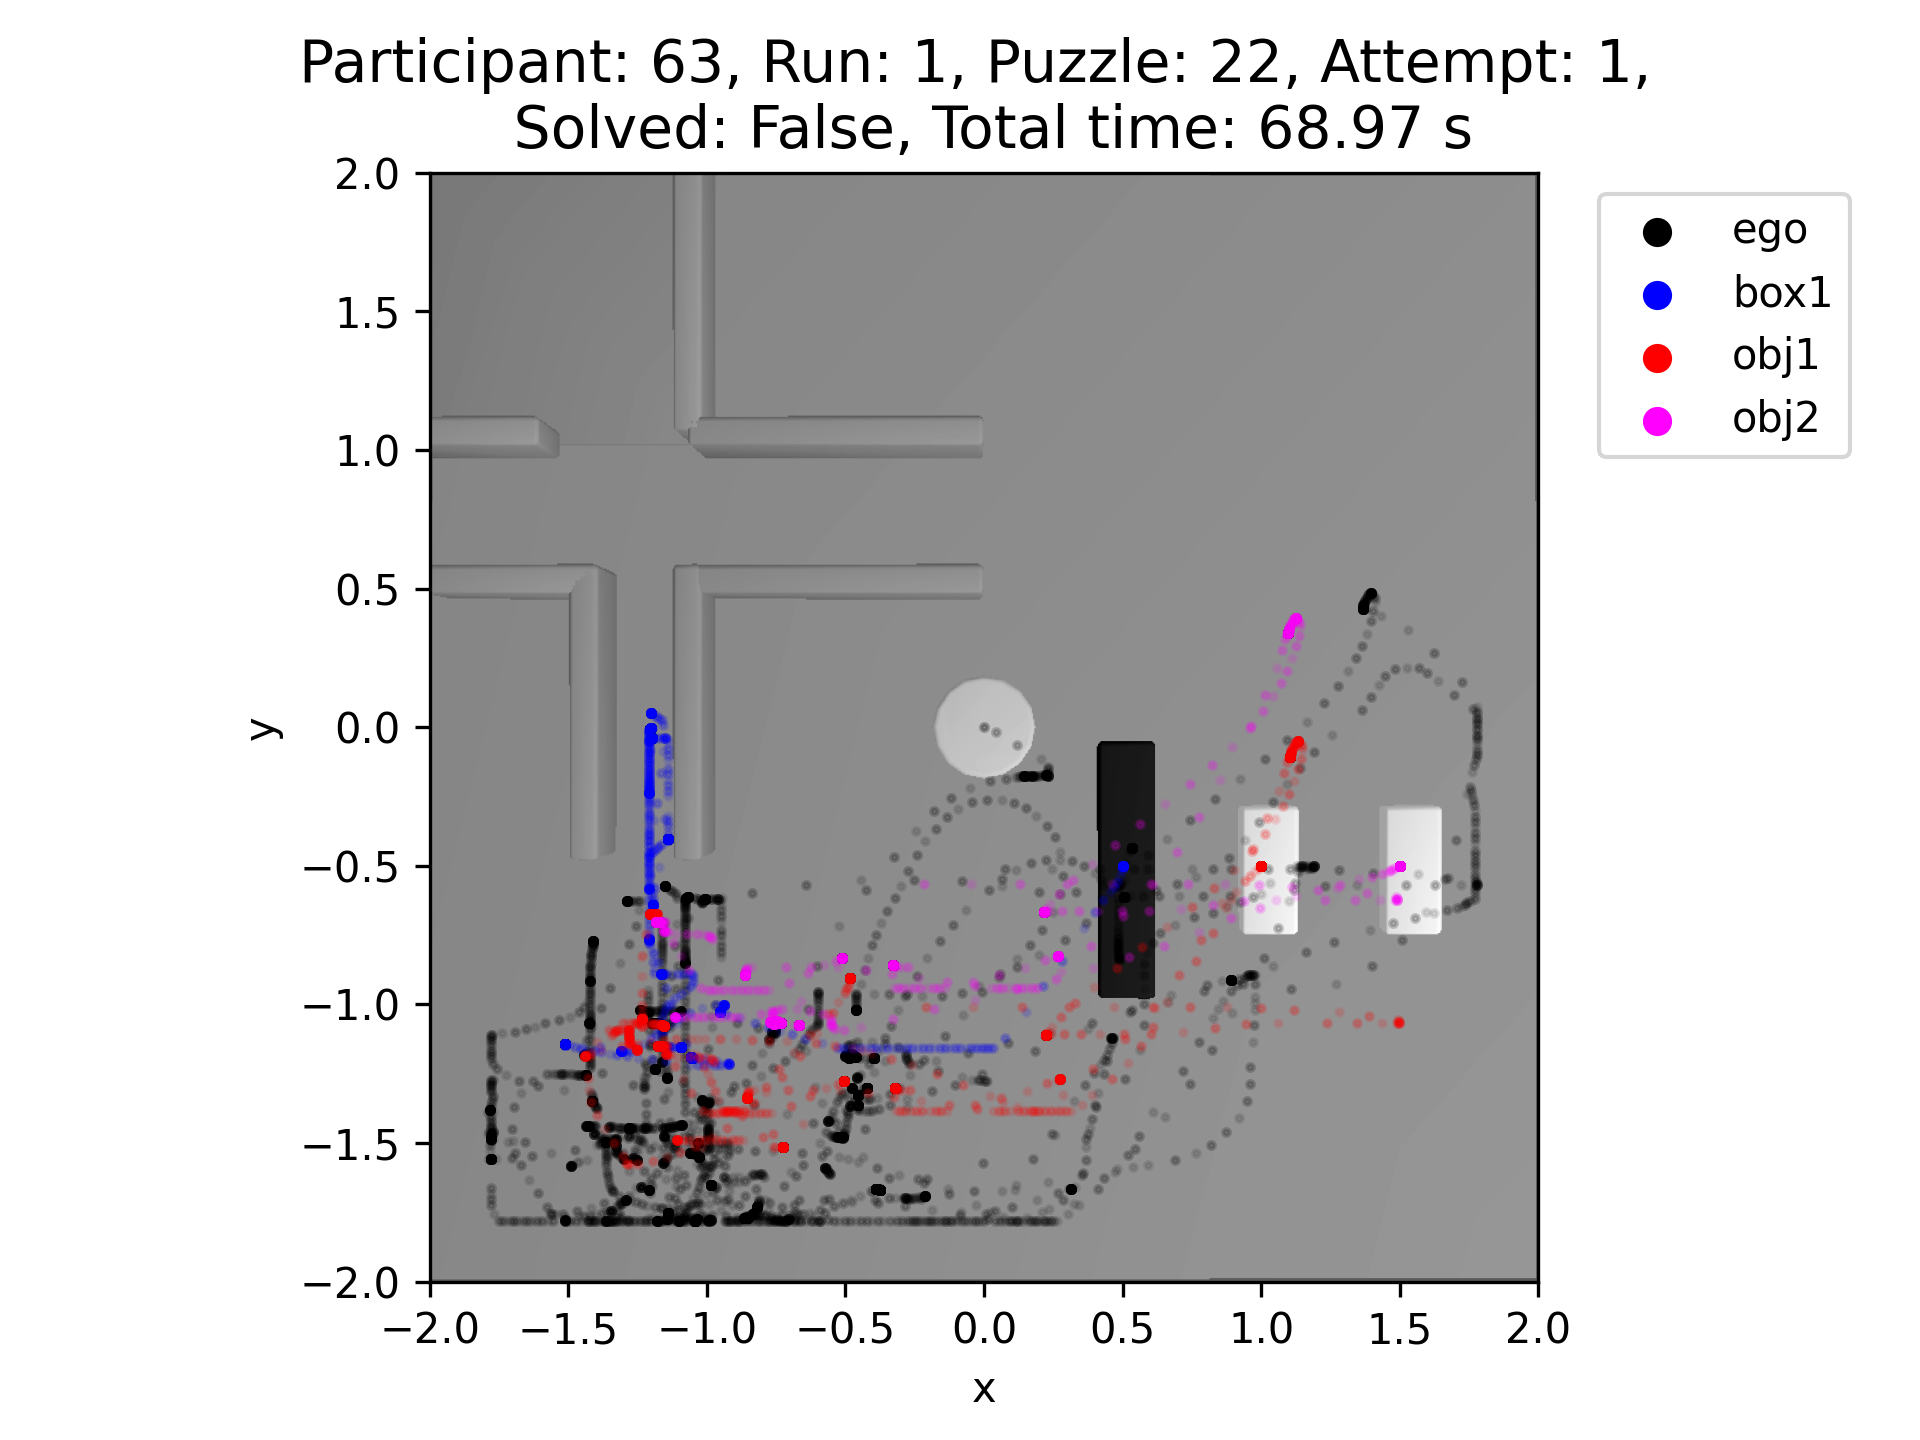 Participant: 63, Run: 1, Puzzle: 22, Attempt: 1,
Solved: False, Total time: 68.97 s
2.0
1.5
1.0
0.5
0.0
−0.5
−1.0
−1.5
−2.0
y
−2.0 −1.5 −1.0 −0.5 0.0 0.5 1.0 1.5 2.0
x
ego
box1
obj1
obj2